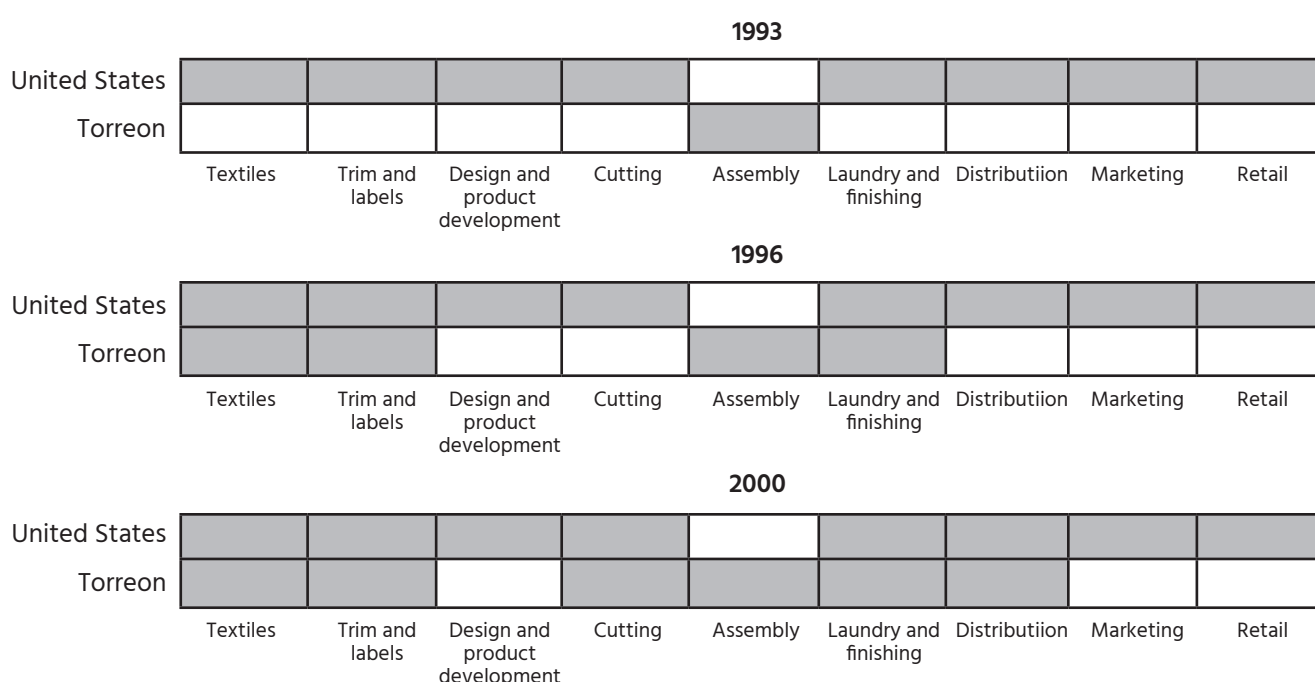 1993
United States
Torreon
Textiles Trim and labels Design and product development Cutting Assembly Laundry and finishing Distributiion Marketing Retail
1996
United States
Torreon
Textiles Trim and labels Design and product development Cutting Assembly Laundry and finishing Distributiion Marketing Retail
2000
United States
Torreon
Textiles Trim and labels Design and product development Cutting Assembly Laundry and finishing Distributiion Marketing Retail